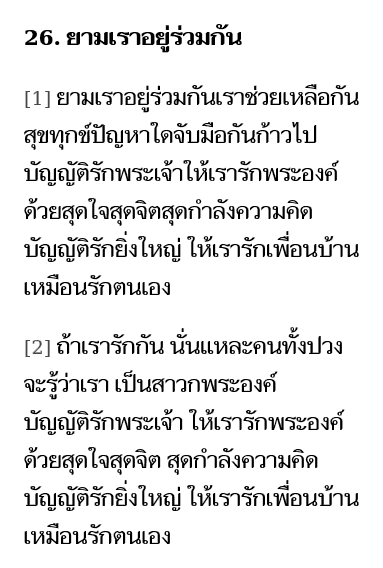 26. ยามเราอยู่ร่วมกัน
[1] ยามเราอยู่ร่วมกันเราช่วยเหลือกัน
สุขทุกข์ปัญหาใดจับมือกันก้าวไป
บัญญัติรักพระเจ้าให้เรารักพระองค์
ด้วยสุดใจสุดจิตสุดกำลังความคิด
บัญญัติรักยิ่งใหญ่ ให้เรารักเพื่อนบ้าน
เหมือนรักตนเอง
[2] ถ้าเรารักกัน นั่นแหละคนทั้งปวง
จะรู้ว่าเรา เป็นสาวกพระองค์
บัญญัติรักพระเจ้า ให้เรารักพระองค์
ด้วยสุดใจสุดจิต สุดกำลังความคิด
บัญญัติรักยิ่งใหญ่ ให้เรารักเพื่อนบ้าน
เหมือนรักตนเอง